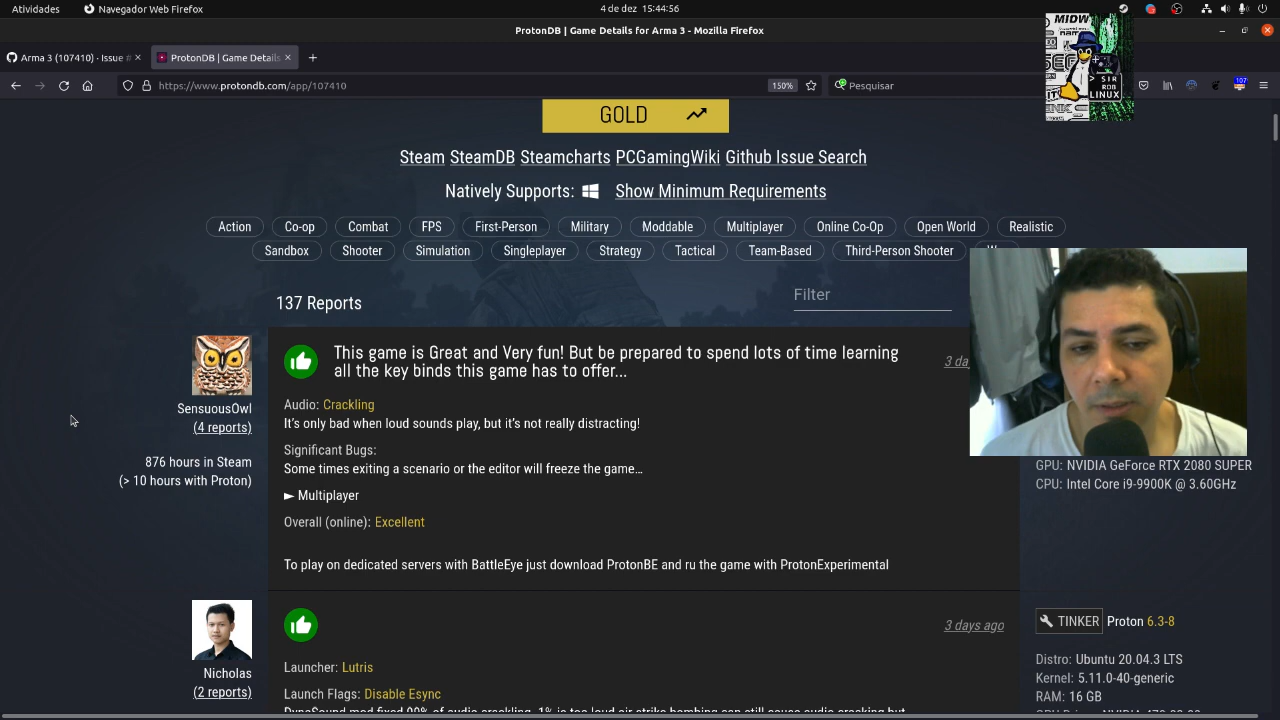 Atividades Navegador Web Firefox 4 de dez 15:44:56
ProtonDB | Game Details for Arma 3 - Mozilla Firefox
Arma 3 (107410) · Issue ProtonDB | Game Details
https://www.protondb.com/app/107410 150% Pesquisar 107
MIDW
SIR
ROB
LINUX
GOLD
Steam SteamDB Steamcharts PCGamingWiki Github Issue Search
Natively Supports: Show Minimum Requirements
Action Co-op Combat FPS First-Person Military Moddable Multiplayer Online Co-Op Open World Realistic
Sandbox Shooter Simulation Singleplayer Strategy Tactical Team-Based Third-Person Shooter
137 Reports Filter
This game is Great and Very fun! But be prepared to spend lots of time learning
all the key binds this game has to offer...
3 da
SensuousOwl
(4 reports)
876 hours in Steam
(> 10 hours with Proton)
Audio: Crackling
It's only bad when loud sounds play, but it's not really distracting!
Significant Bugs:
Some times exiting a scenario or the editor will freeze the game...
► Multiplayer
Overall (online): Excellent
To play on dedicated servers with BattleEye just download ProtonBE and ru the game with ProtonExperimental
GPU: NVIDIA GeForce RTX 2080 SUPER
CPU: Intel Core i9-9900K @ 3.60GHz
3 days ago
Nicholas
(2 reports)
Launcher: Lutris
Launch Flags: Disable Esync
TINKER Proton 6.3-8
Distro: Ubuntu 20.04.3 LTS
Kernel: 5.11.0-40-generic
RAM: 16 GB